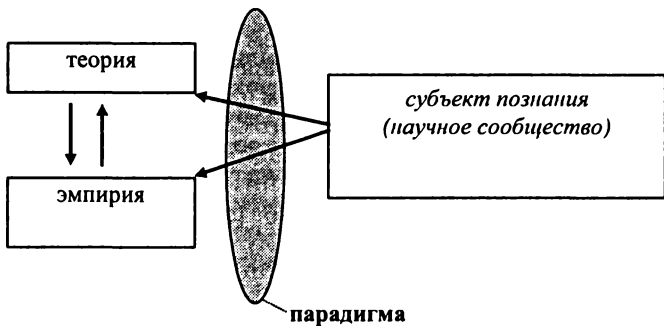 теория
субъект познания
(научное сообщество)
эмпирия
парадигма